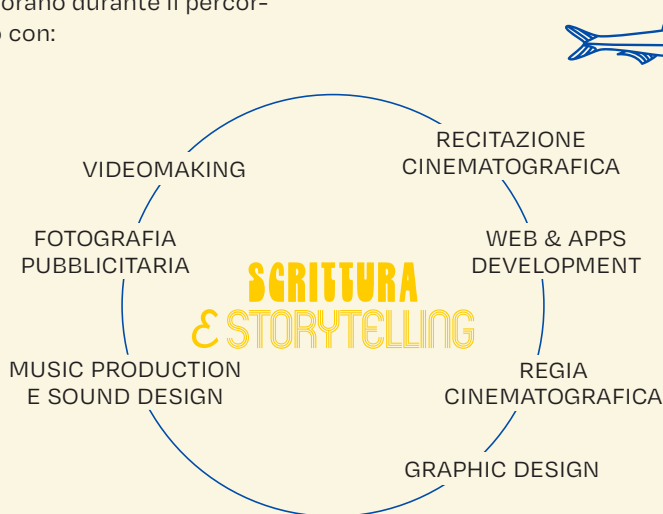 durante il percor-
con:
RECITAZIONE
CINEMATOGRAFICA
VIDEOMAKING
FOTOGRAFIA
PUBBLICITARIA
WEB & APPS
DEVELOPMENT
SCRITTURA
E STORYTELLING
MUSIC PRODUCTION
E SOUND DESIGN
REGIA
CINEMATOGRAFICA
GRAPHIC DESIGN